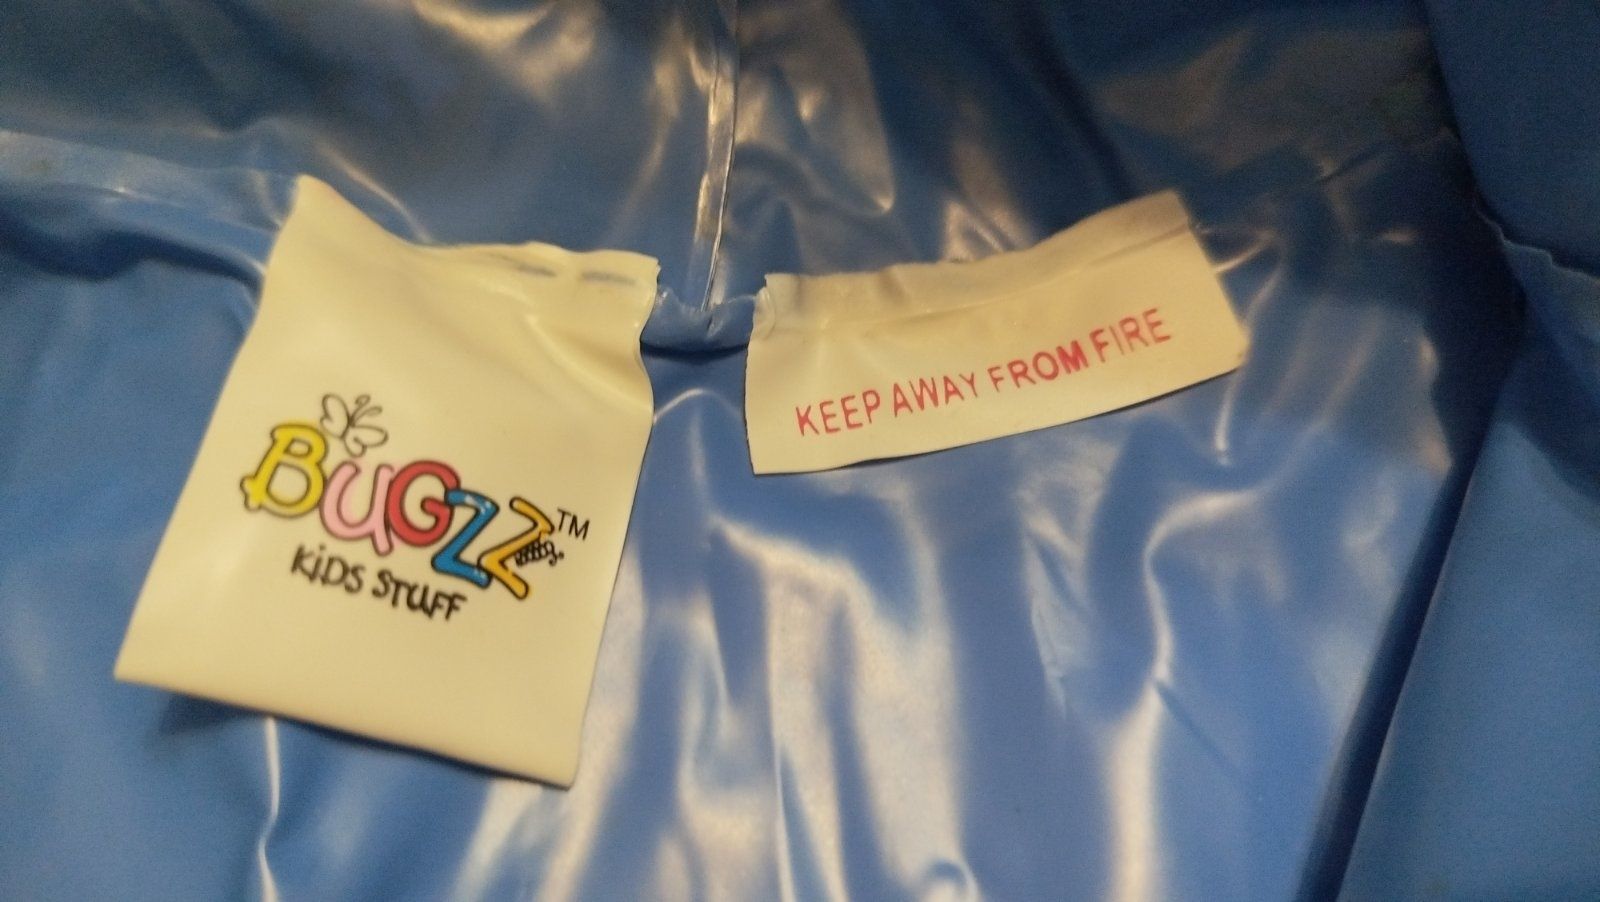 BUGZZ™
KiDS STUFF
KEEP AWAY FROM FIRE